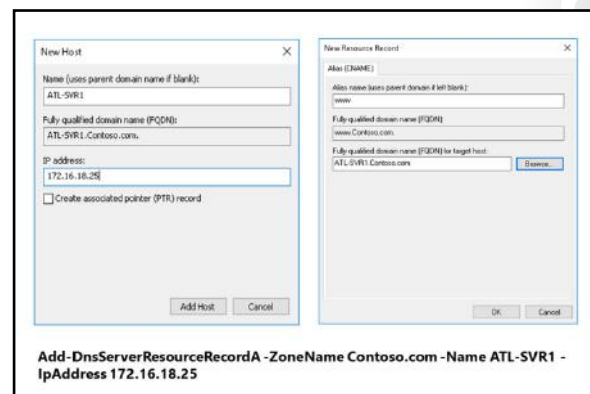 New Host
Name (uses parent domain name if blank):
ATL-SVR1
Fully qualified domain name (FQDN):
ATL-SVR1.Contoso.com.
IP address:
172.16.18.25
Create associated pointer (PTR) record
Add Host
Cancel
New Resource Record
Alias (CNAME)
Alias name (uses parent domain if left blank):
www
Fully qualified domain name (FQDN):
www.Contoso.com.
Fully qualified domain name (FQDN) for target host:
ATL-SVR1.Contoso.com
Browse...
OK
Cancel
Add-DnsServerResourceRecordA -ZoneName Contoso.com -Name ATL-SVR1 -
IpAddress 172.16.18.25